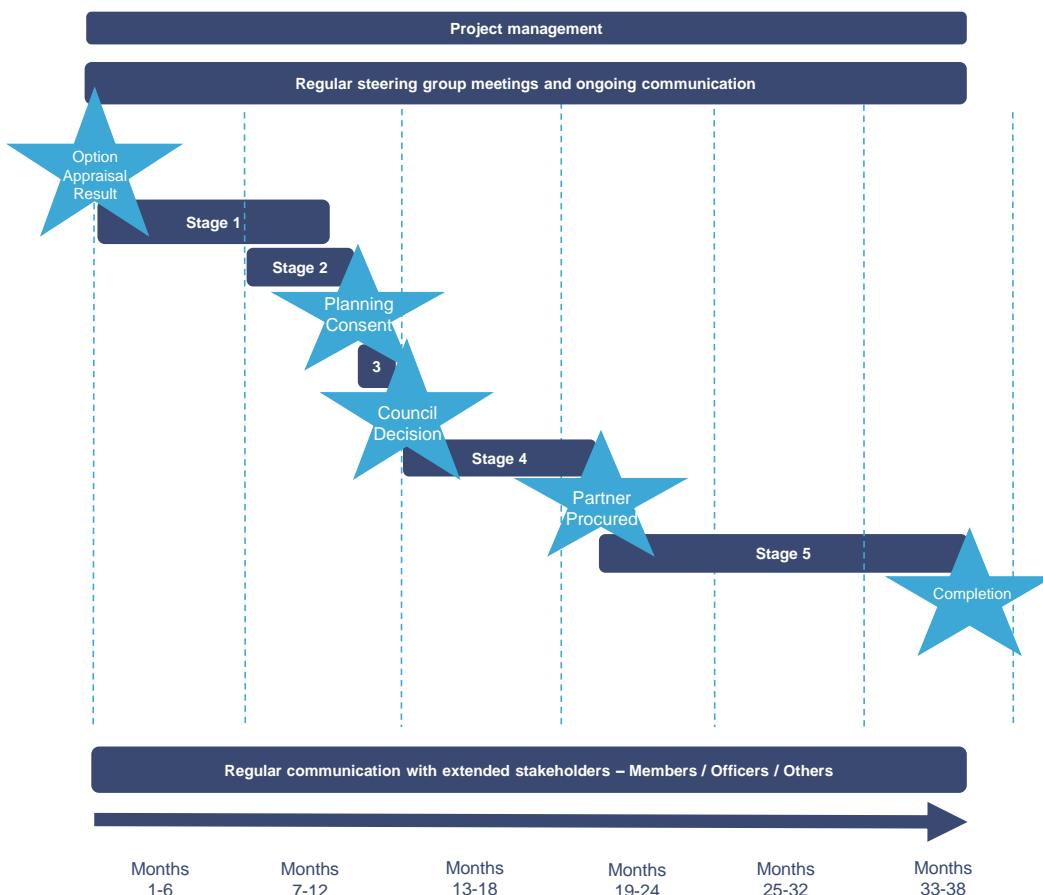 Project management
Regular steering group meetings and ongoing communication
Option
Appraisal
Result
Stage 1
Stage 2
Planning
Consent
3
Council
Decision
Stage 4
Partner
Procured
Stage 5
Completion
Regular communication with extended stakeholders – Members / Officers / Others
Months
1-6
Months
7-12
Months
13-18
Months
19-24
Months
25-32
Months
33-38